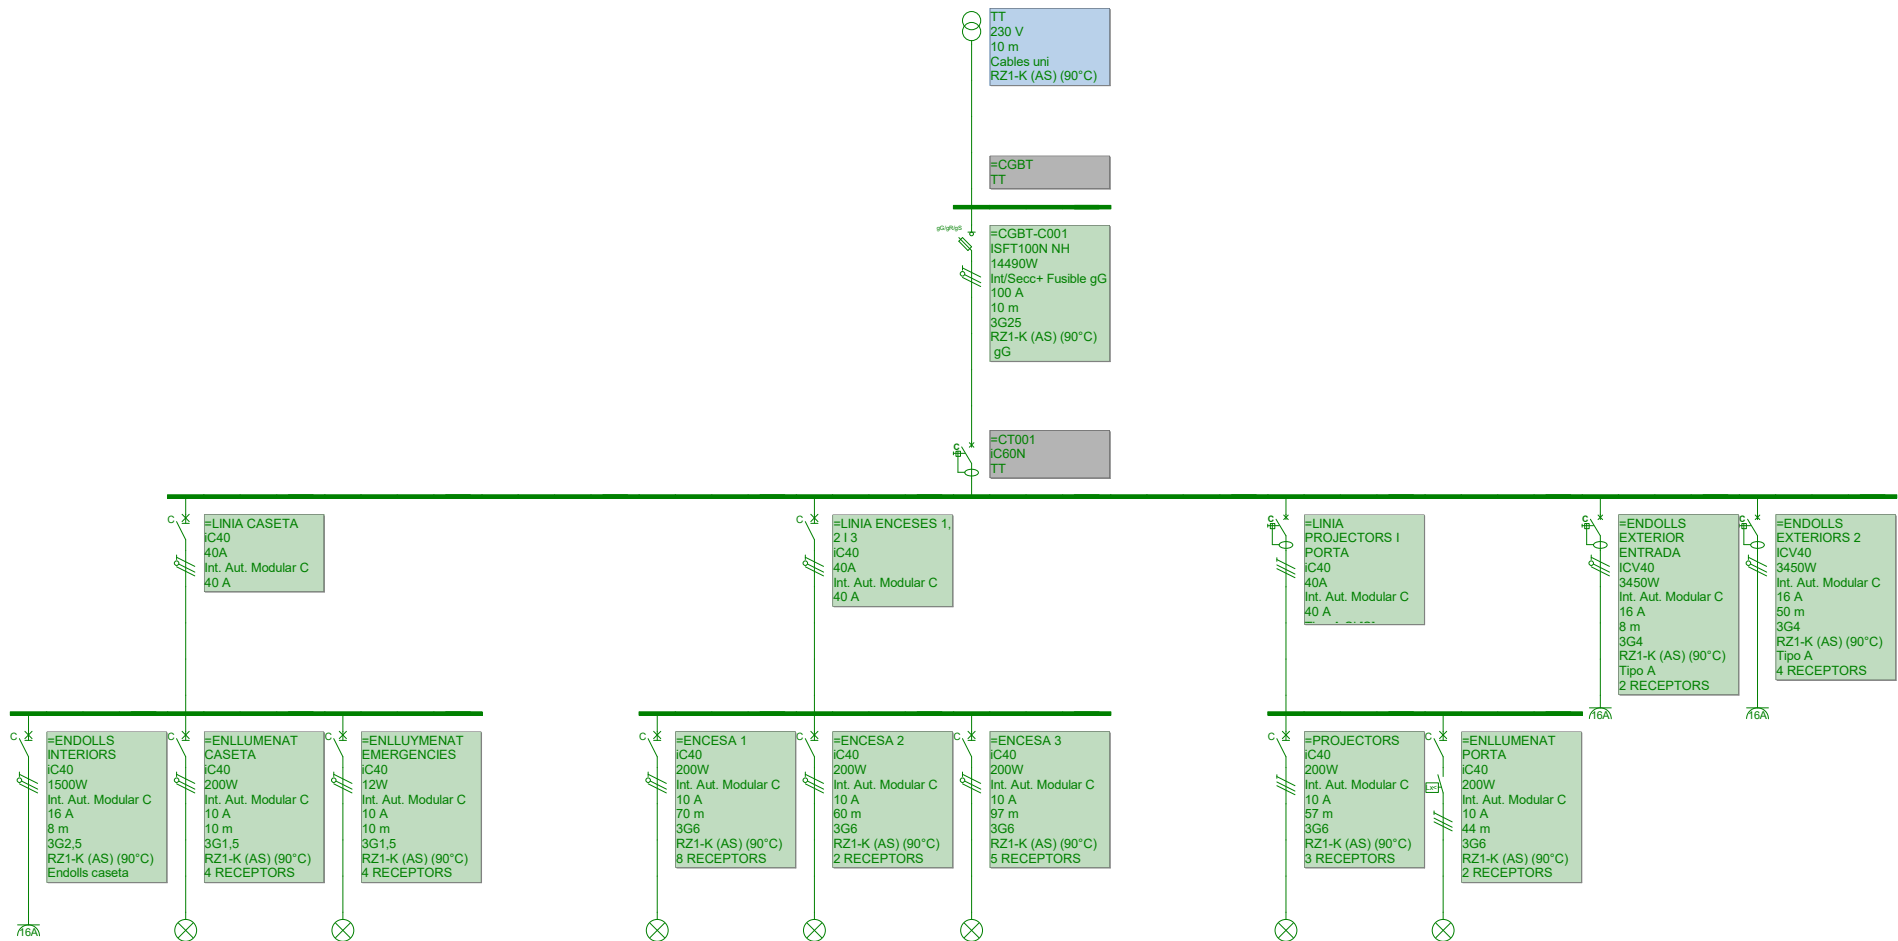 TT
230 V
10 m
Cables uni
RZ1-K (AS) (90°C)
=CGBT
TT
gG/gR/gS
=CGBT-C001
ISFT100N NH
14490W
Int/Secc+ Fusible gG
100 A
10 m
3G25
RZ1-K (AS) (90°C)
gG
C
=CT001
iC60N
TT
C
=LINIA CASETA
iC40
40A
Int. Aut. Modular C
40 A
C
=LINIA ENCESES 1,
2 I 3
iC40
40A
Int. Aut. Modular C
40 A
C
=LINIA
PROJECTORS I
PORTA
iC40
40A
Int. Aut. Modular C
40 A
C
=ENDOLLS
EXTERIOR
ENTRADA
ICV40
3450W
Int. Aut. Modular C
16 A
8 m
3G4
RZ1-K (AS) (90°C)
Tipo A
2 RECEPTORS
16A
C
=ENDOLLS
EXTERIORS 2
ICV40
3450W
Int. Aut. Modular C
16 A
50 m
3G4
RZ1-K (AS) (90°C)
Tipo A
4 RECEPTORS
16A
C
=ENDOLLS
INTERIORS
iC40
1500W
Int. Aut. Modular C
16 A
8 m
3G2,5
RZ1-K (AS) (90°C)
Endolls caseta
16A
C
=ENLLUMENAT
CASETA
iC40
200W
Int. Aut. Modular C
10 A
10 m
3G1,5
RZ1-K (AS) (90°C)
4 RECEPTORS
C
=ENLLUYMENAT
EMERGENCIES
iC40
12W
Int. Aut. Modular C
10 A
10 m
3G1,5
RZ1-K (AS) (90°C)
4 RECEPTORS
C
=ENCESA 1
iC40
200W
Int. Aut. Modular C
10 A
70 m
3G6
RZ1-K (AS) (90°C)
8 RECEPTORS
C
=ENCESA 2
iC40
200W
Int. Aut. Modular C
10 A
60 m
3G6
RZ1-K (AS) (90°C)
2 RECEPTORS
C
=ENCESA 3
iC40
200W
Int. Aut. Modular C
10 A
97 m
3G6
RZ1-K (AS) (90°C)
5 RECEPTORS
C
=PROJECTORS
iC40
200W
Int. Aut. Modular C
10 A
57 m
3G6
RZ1-K (AS) (90°C)
3 RECEPTORS
C
=ENLLUMENAT
PORTA
iC40
200W
Int. Aut. Modular C
10 A
44 m
3G6
RZ1-K (AS) (90°C)
2 RECEPTORS